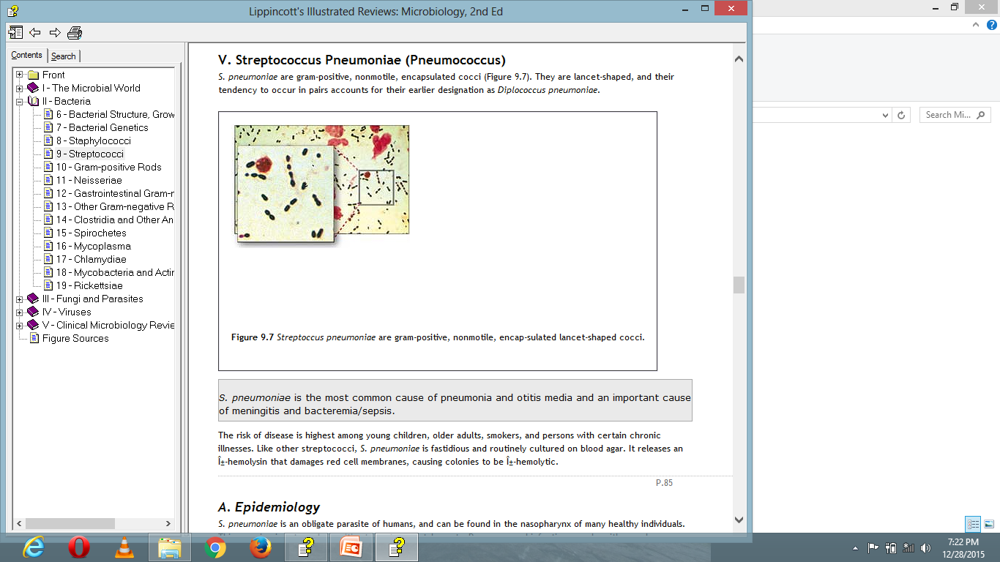 Lippincott's Illustrated Reviews: Microbiology, 2nd Ed
Contents
Search
Front
I - The Microbial World
II - Bacteria
6 - Bacterial Structure, Grow
7 - Bacterial Genetics
8 - Staphylococci
9 - Streptococci
10 - Gram-positive Rods
11 - Neisseriae
12 - Gastrointestinal Gram-n
13 - Other Gram-negative R
14 - Clostridia and Other An
15 - Spirochetes
16 - Mycoplasma
17 - Chlamydiae
18 - Mycobacteria and Actin
19 - Rickettsiae
III - Fungi and Parasites
IV - Viruses
V - Clinical Microbiology Revie
Figure Sources
V. Streptococcus Pneumoniae (Pneumococcus)
S. pneumoniae are gram-positive, nonmotile, encapsulated cocci (Figure 9.7). They are lancet-shaped, and their
tendency to occur in pairs accounts for their earlier designation as Diplococcus pneumoniae.
Figure 9.7 Streptoccus pneumoniae are gram-positive, nonmotile, encap-sulated lancet-shaped cocci.
S. pneumoniae is the most common cause of pneumonia and otitis media and an important cause
of meningitis and bacteremia/sepsis.
The risk of disease is highest among young children, older adults, smokers, and persons with certain chronic
illnesses. Like other streptococci, S. pneumoniae is fastidious and routinely cultured on blood agar. It releases an
Î±-hemolysin that damages red cell membranes, causing colonies to be Î±-hemolytic.
P.85
A. Epidemiology
S. pneumoniae is an obligate parasite of humans, and can be found in the nasopharynx of many healthy individuals.
Search Mi...
7:22 PM
12/28/2015